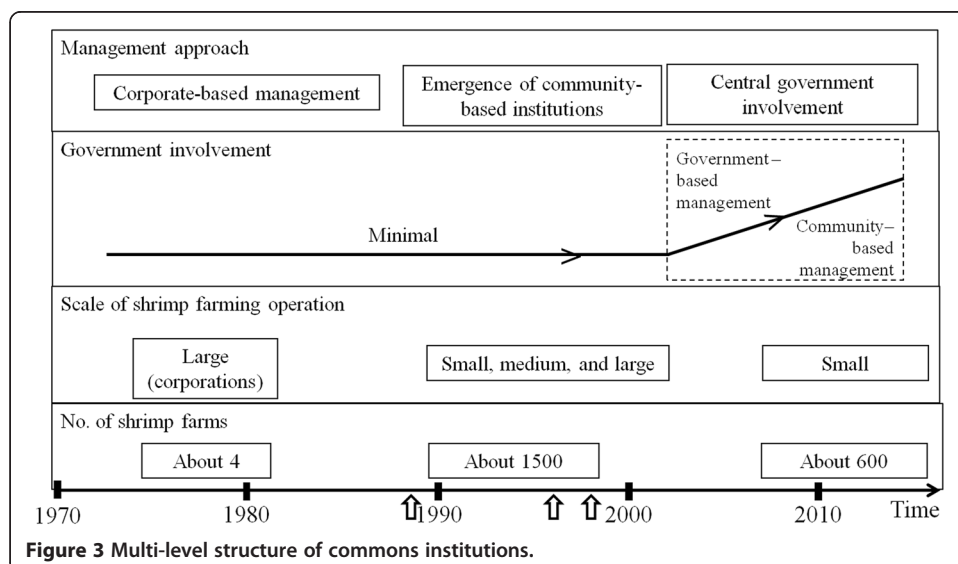 Management approach
Corporate-based management
Emergence of community-
based institutions
Central government
involvement
Government involvement
Minimal
Government–
based
management
Community–
based
management
Scale of shrimp farming operation
Large
(corporations)
Small, medium, and large
Small
No. of shrimp farms
About 4
About 1500
About 600
1970
1980
1990
2000
2010
Time
Figure 3 Multi-level structure of commons institutions.